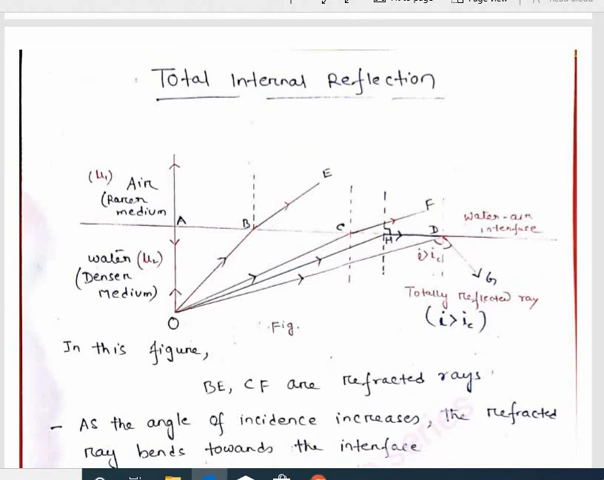 Total Internal Reflection
(μ₁) Air
(Rarer
medium
A
B
E
C
F
H
D
water-air
interface
water (μ₂)
(Denser
Medium)
i>ic
G
Totally Reflected ray
(i>ic)
O
Fig.
In this figure,
BE, CF are refracted rays
- As the angle of incidence increases, the refracted
ray bends towards the interface